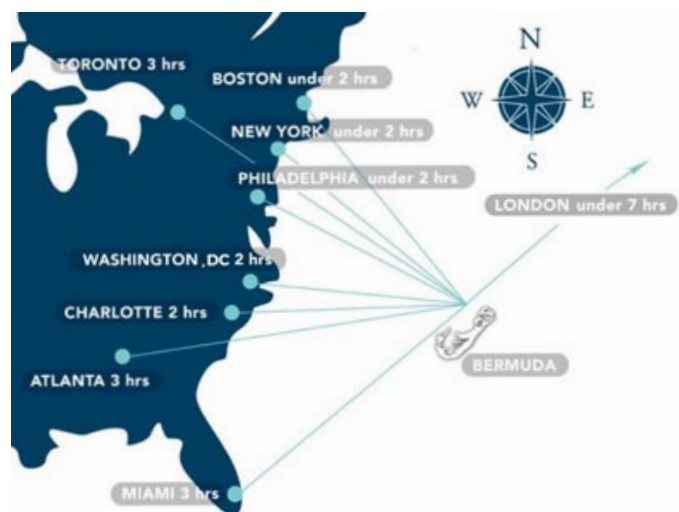 N
TORONTO 3 hrs
BOSTON under 2 hrs
W
E
NEW YORK under 2 hrs
S
PHILADELPHIA under 2 hrs
LONDON under 7 hrs
WASHINGTON ,DC 2 hrs
CHARLOTTE 2 hrs
BERMUDA
ATLANTA 3 hrs
MIAMI 3 hrs